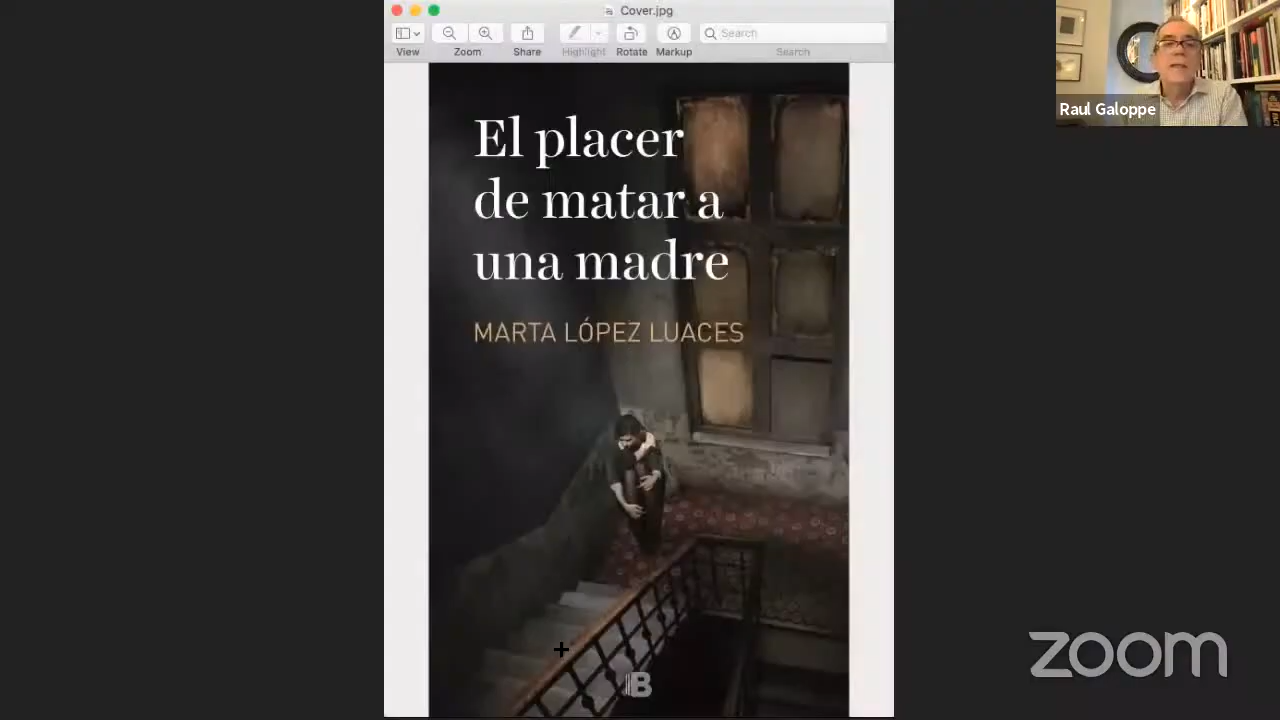 Cover.jpg
View Zoom Share Highlight Rotate Markup Search
Search
El placer
de matar a
una madre
MARTA LÓPEZ LUACES
B
Raul Galoppe
zoom